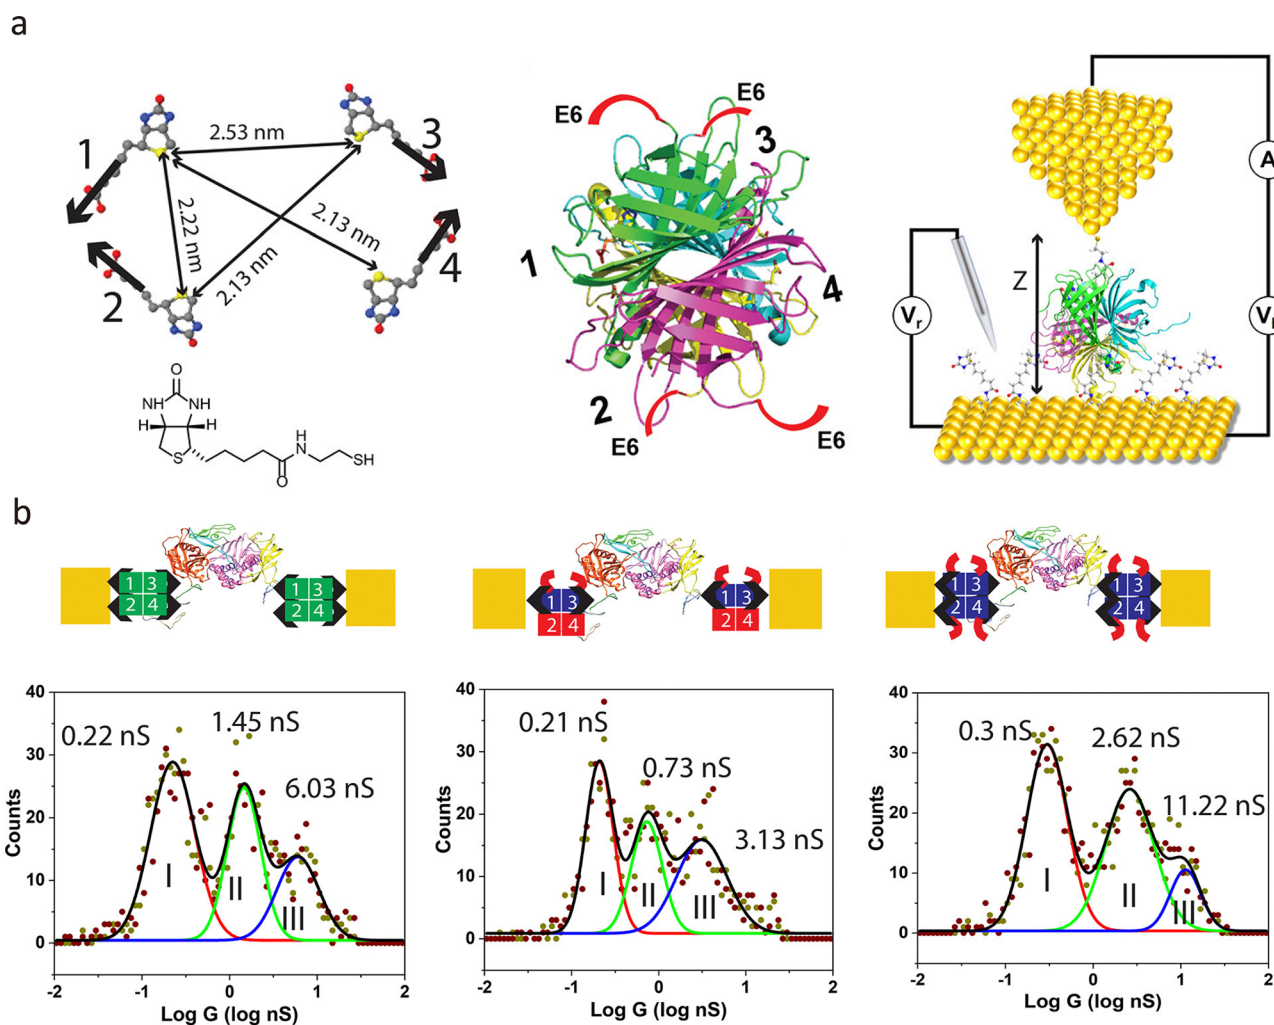 a
1
2
3
4
2.53 nm
2.22 nm
2.13 nm
2.13 nm
O
NH NH
H H
S
H
N
O
SH
E6
E6
3
1
4
2
E6
E6
Z
A
Vr
b
1 3
2 4
1 3
2 4
1 3
2 4
1 3
2 4
1 3
2 4
1 3
2 4
40
30
20
10
0
Counts
0.22 nS
1.45 nS
6.03 nS
I
II
III
-2 -1 0 1 2
Log G (log nS)
40
30
20
10
0
Counts
0.21 nS
0.73 nS
3.13 nS
I
II
III
-2 -1 0 1 2
Log G (log nS)
40
30
20
10
0
Counts
0.3 nS
2.62 nS
11.22 nS
I
II
III
-2 -1 0 1 2
Log G (log nS)